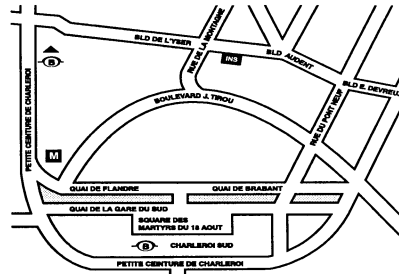 BLD DE L'YSER
RUE DE LA MONTAGNE
INS
BLD AUDENT
B
BLD E. DEVREUX
BOULEVARD J. TIROU
RUE DU PONT NEUF
PETITE CEINTURE DE CHARLEROI
M
QUAI DE FLANDRE
QUAI DE BRABANT
QUAI DE LA GARE DU SUD
SQUARE DES
MARTYRS DU 18 AOUT
B
CHARLEROI SUD
PETITE CEINTURE DE CHARLEROI